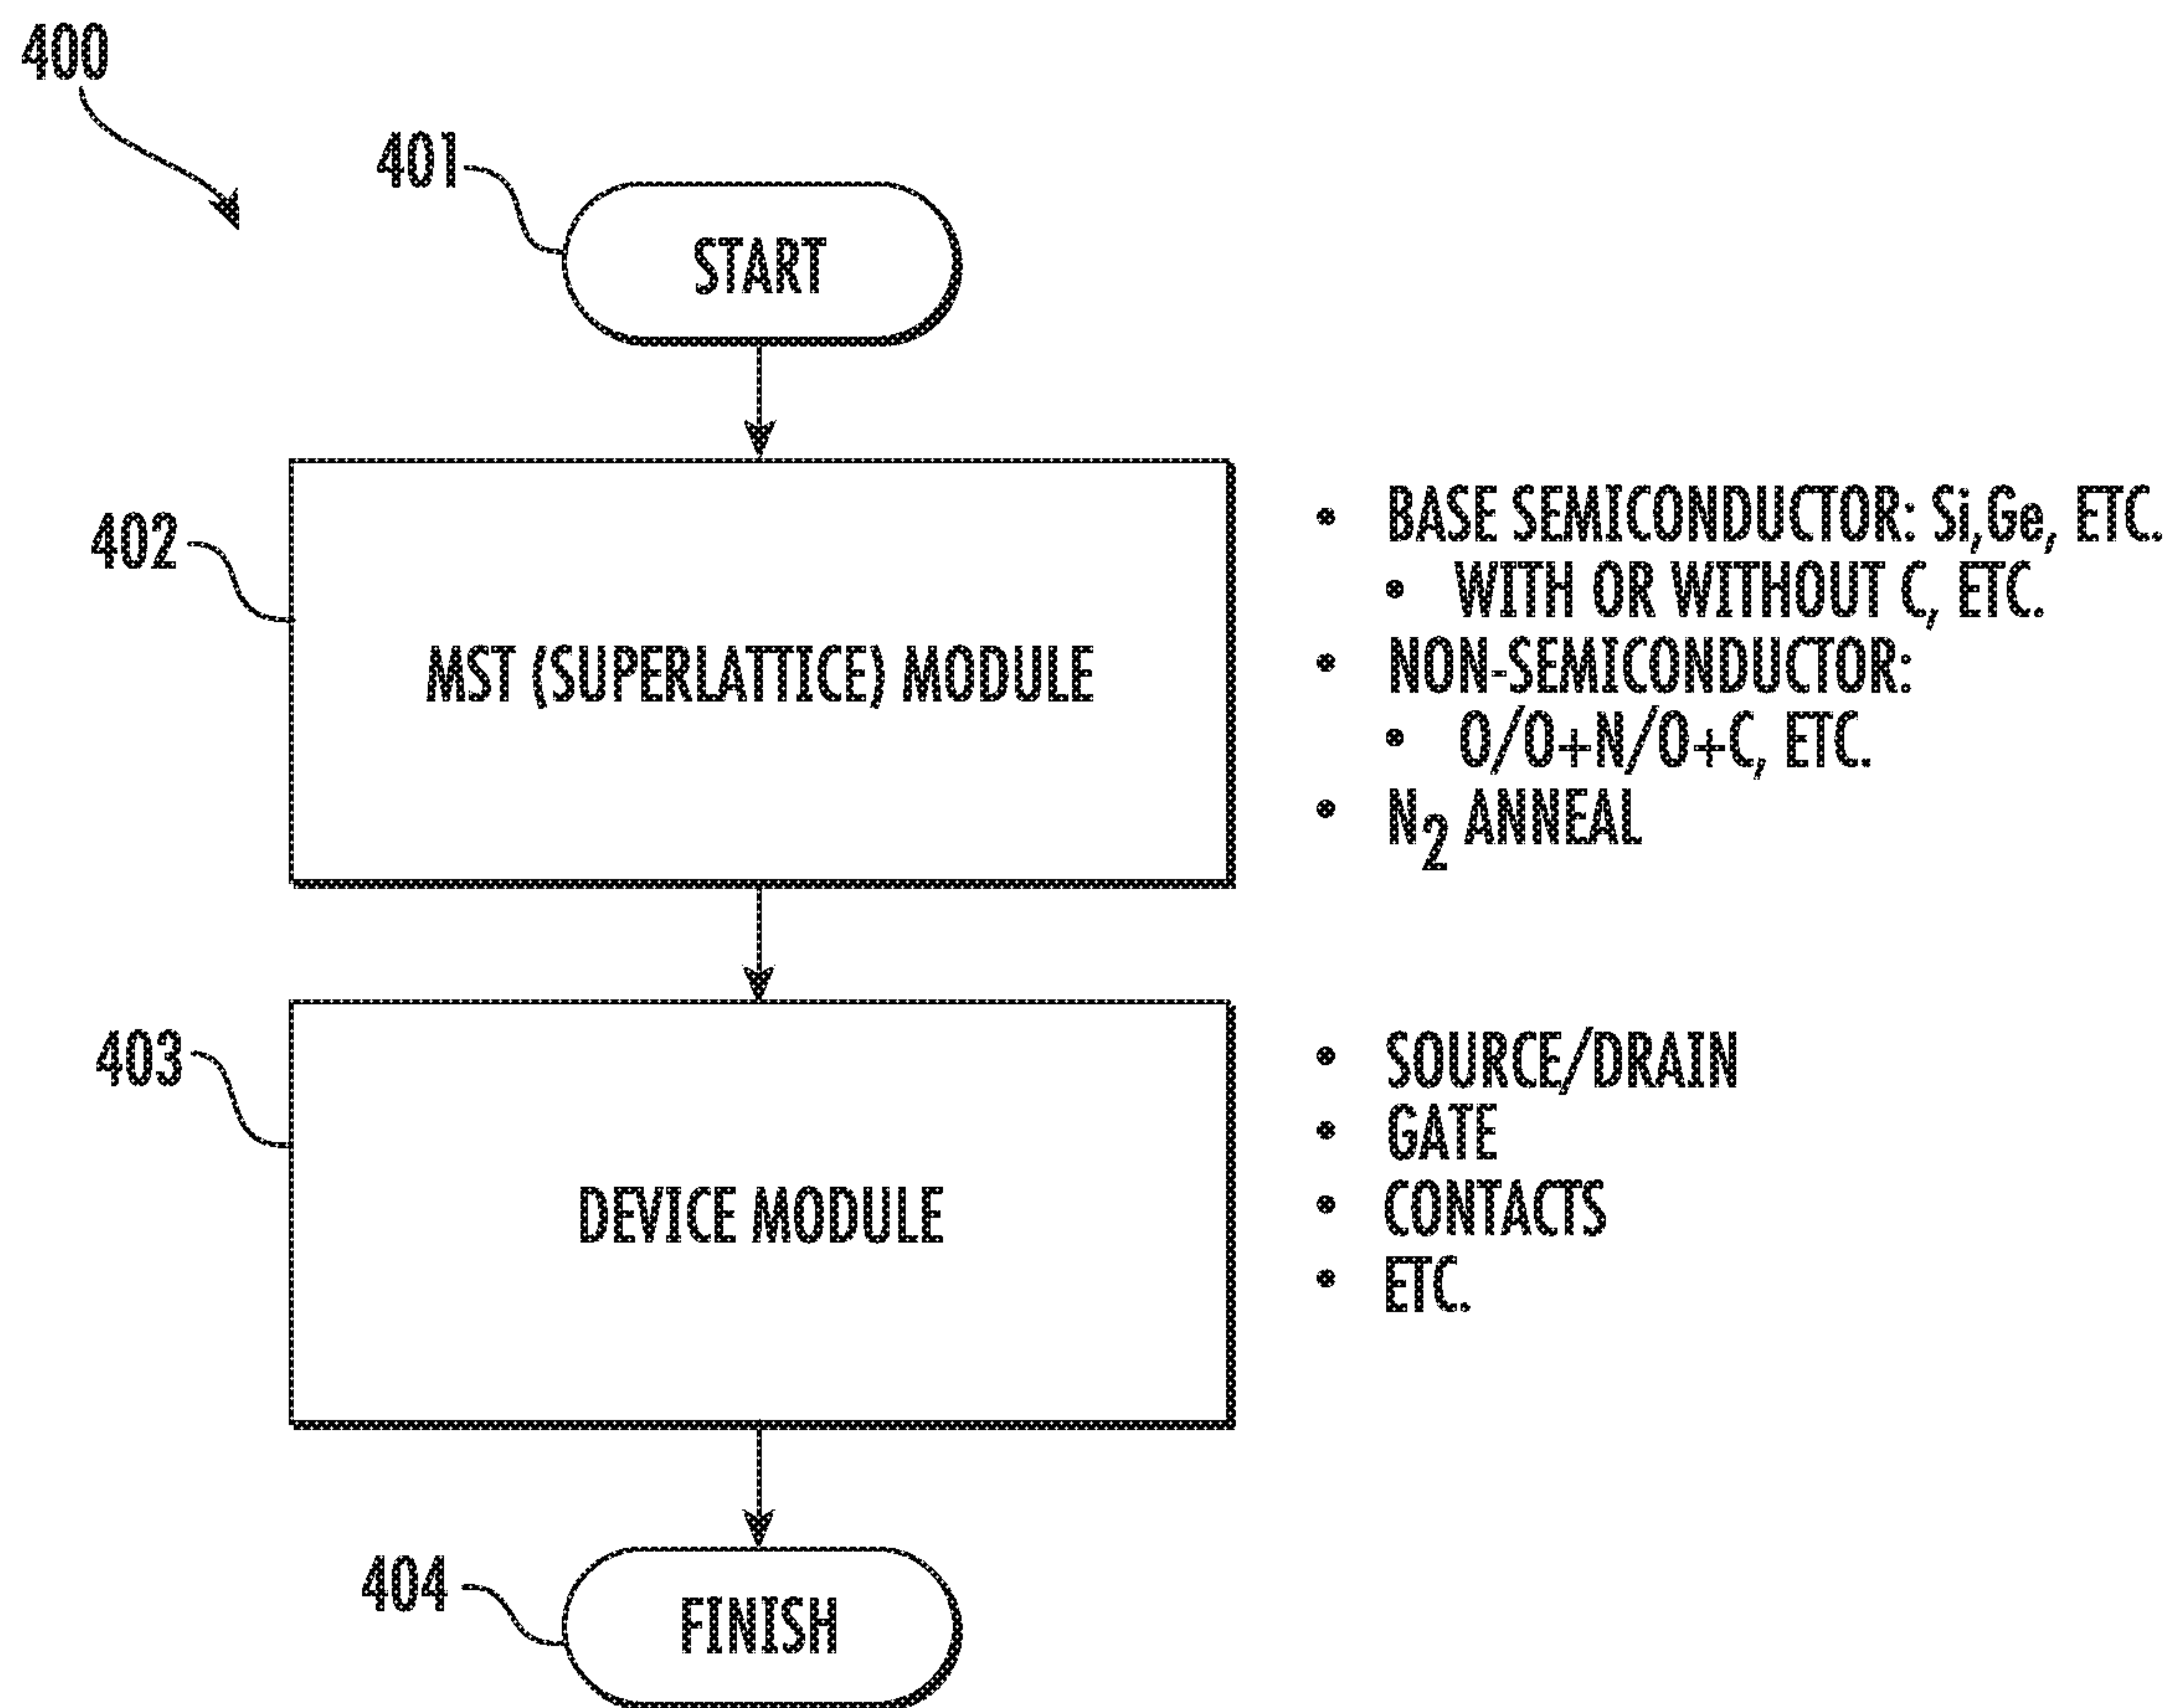 400
401
START
402
MST (SUPERLATTICE) MODULE
• BASE SEMICONDUCTOR: Si,Ge, ETC.
• WITH OR WITHOUT C, ETC.
• NON-SEMICONDUCTOR:
• O/O+N/O+C, ETC.
• N₂ ANNEAL
403
DEVICE MODULE
• SOURCE/DRAIN
• GATE
• CONTACTS
• ETC.
404
FINISH